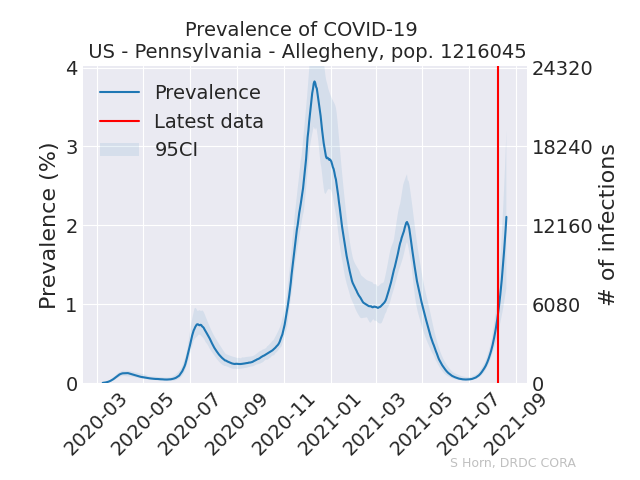 Prevalence of COVID-19
US - Pennsylvania - Allegheny, pop. 1216045
Prevalence
Latest data
95CI
Prevalence (%)
4
3
2
1
0
24320
18240
12160
6080
0
# of infections
2020-03
2020-05
2020-07
2020-09
2020-11
2021-01
2021-03
2021-05
2021-07
2021-09
S Horn, DRDC CORA